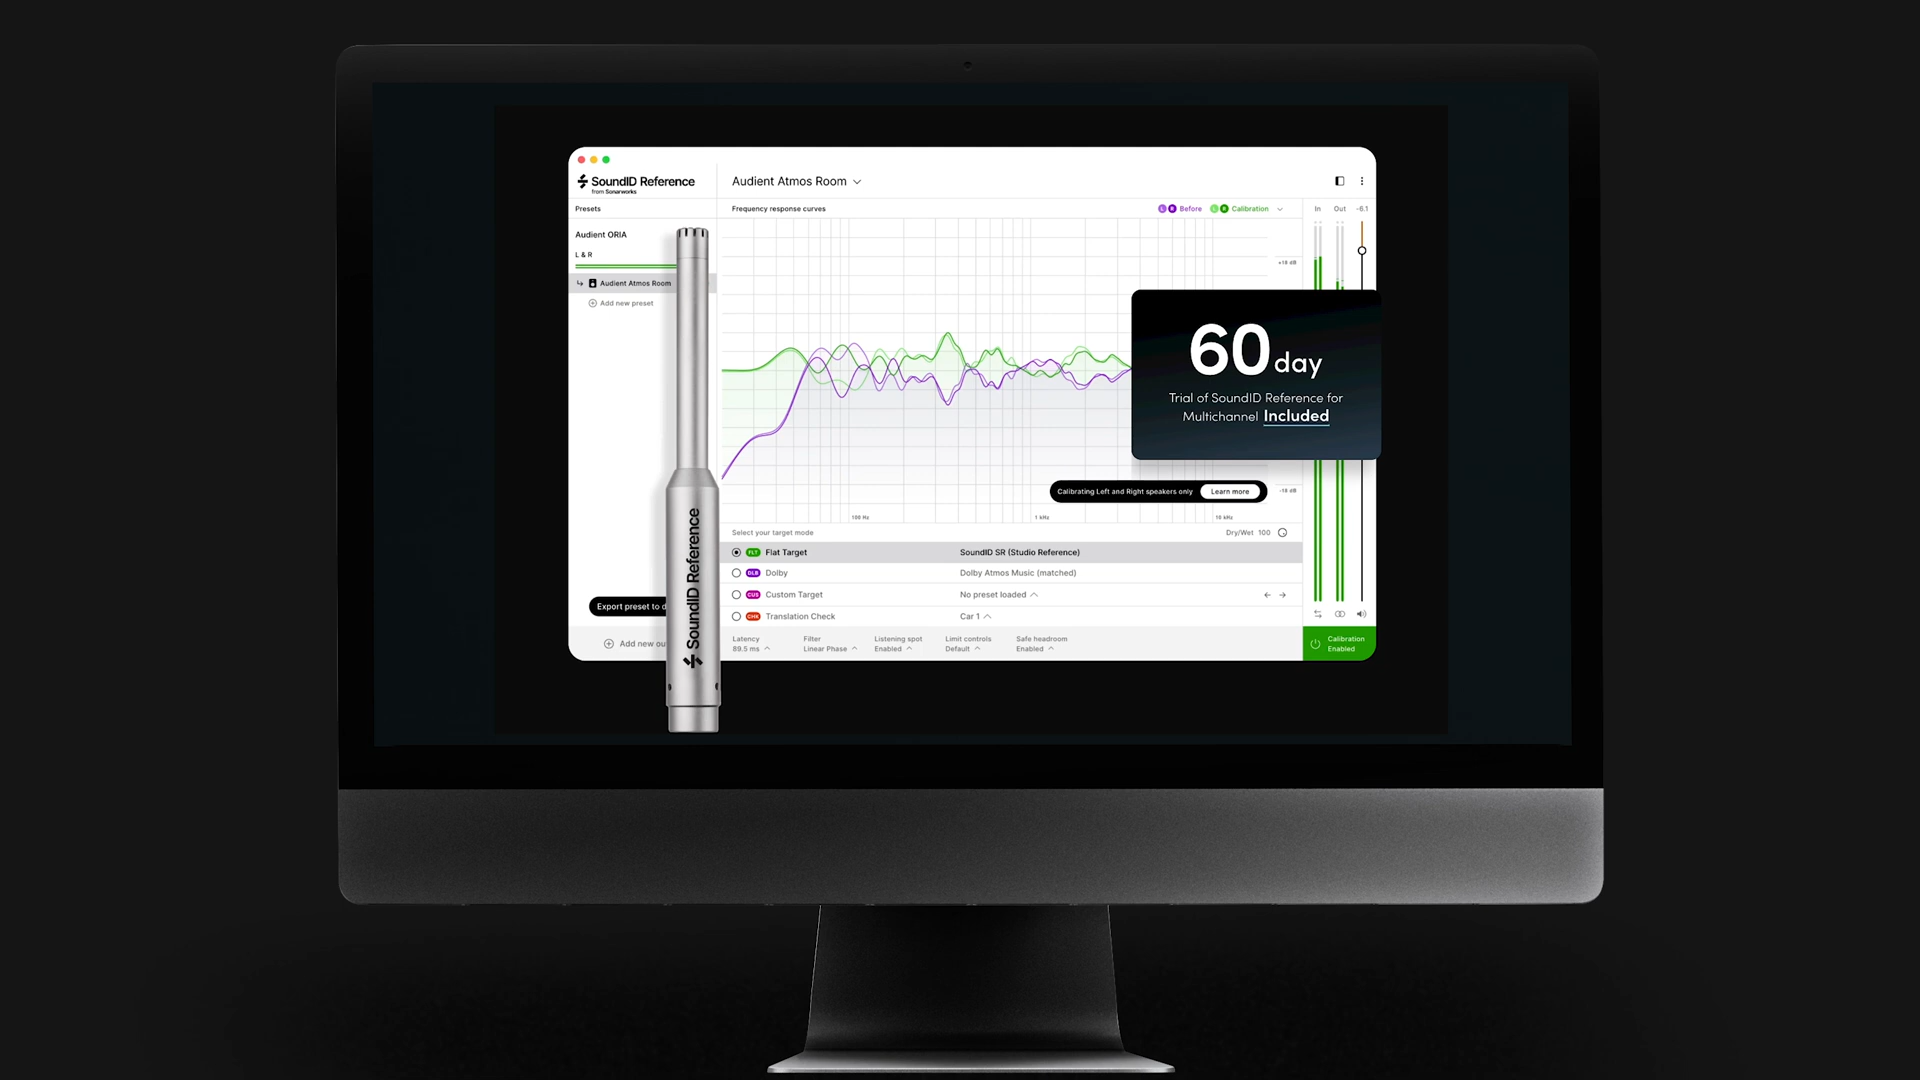 SoundID Reference
from Sonarworks
Audient Atmos Room
Presets
Frequency response curves
L R Before
L R Calibration
In Out -6.1
Audient ORIA
L & R
Audient Atmos Room
Add new preset
+18 dB
60 day
Trial of SoundID Reference for
Multichannel Included
Calibrating Left and Right speakers only
Learn more
-18 dB
100 Hz 1 kHz 10 kHz
Select your target mode
Dry/Wet 100
FLT Flat Target SoundID SR (Studio Reference)
DLB Dolby Dolby Atmos Music (matched)
CUS Custom Target No preset loaded
CHK Translation Check Car 1
Export preset to d
Add new ou
Latency Filter Listening spot Limit controls Safe headroom
89.5 ms Linear Phase Enabled Default Enabled
Calibration
Enabled
SoundID Reference